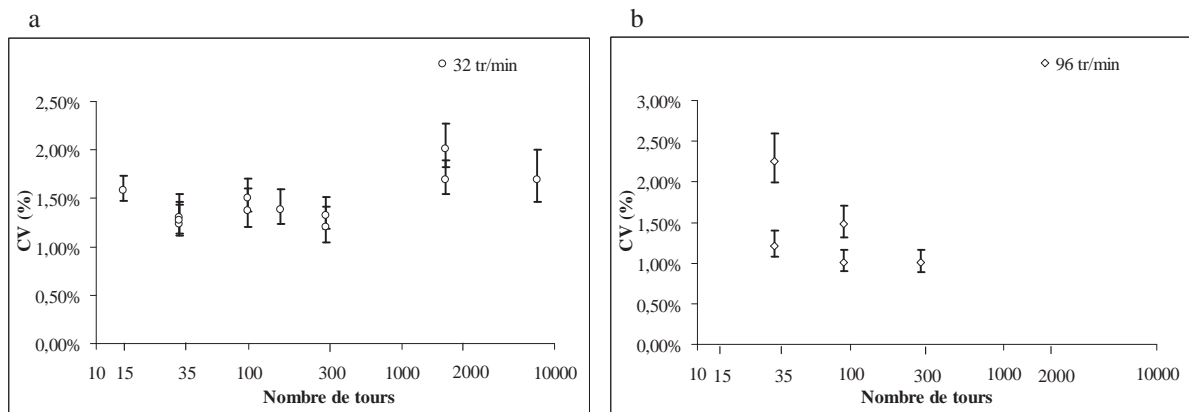 a
32 tr/min
2,50%
2,00%
1,50%
1,00%
0,50%
0,00%
CV (%)
10 15 35 100 300 1000 2000 10000
Nombre de tours
b
96 tr/min
3,00%
2,50%
2,00%
1,50%
1,00%
0,50%
0,00%
CV (%)
10 15 35 100 300 1000 2000 10000
Nombre de tours